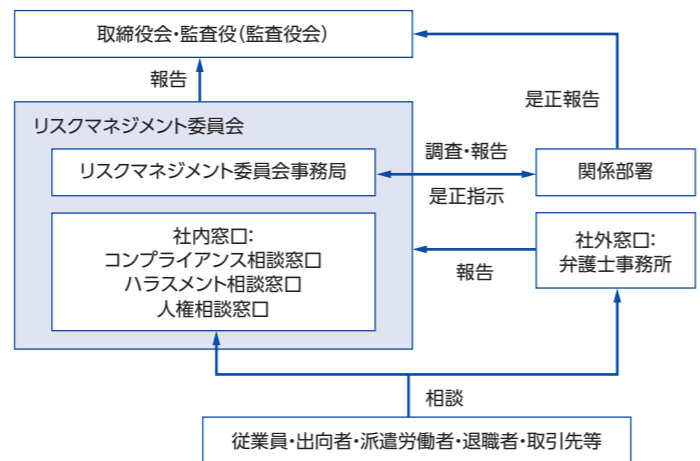 取締役会・監査役（監査役会）
報告
是正報告
リスクマネジメント委員会
リスクマネジメント委員会事務局
調査・報告
是正指示
関係部署
社内窓口：
コンプライアンス相談窓口
ハラスメント相談窓口
人権相談窓口
報告
社外窓口：
弁護士事務所
相談
従業員・出向者・派遣労働者・退職者・取引先等